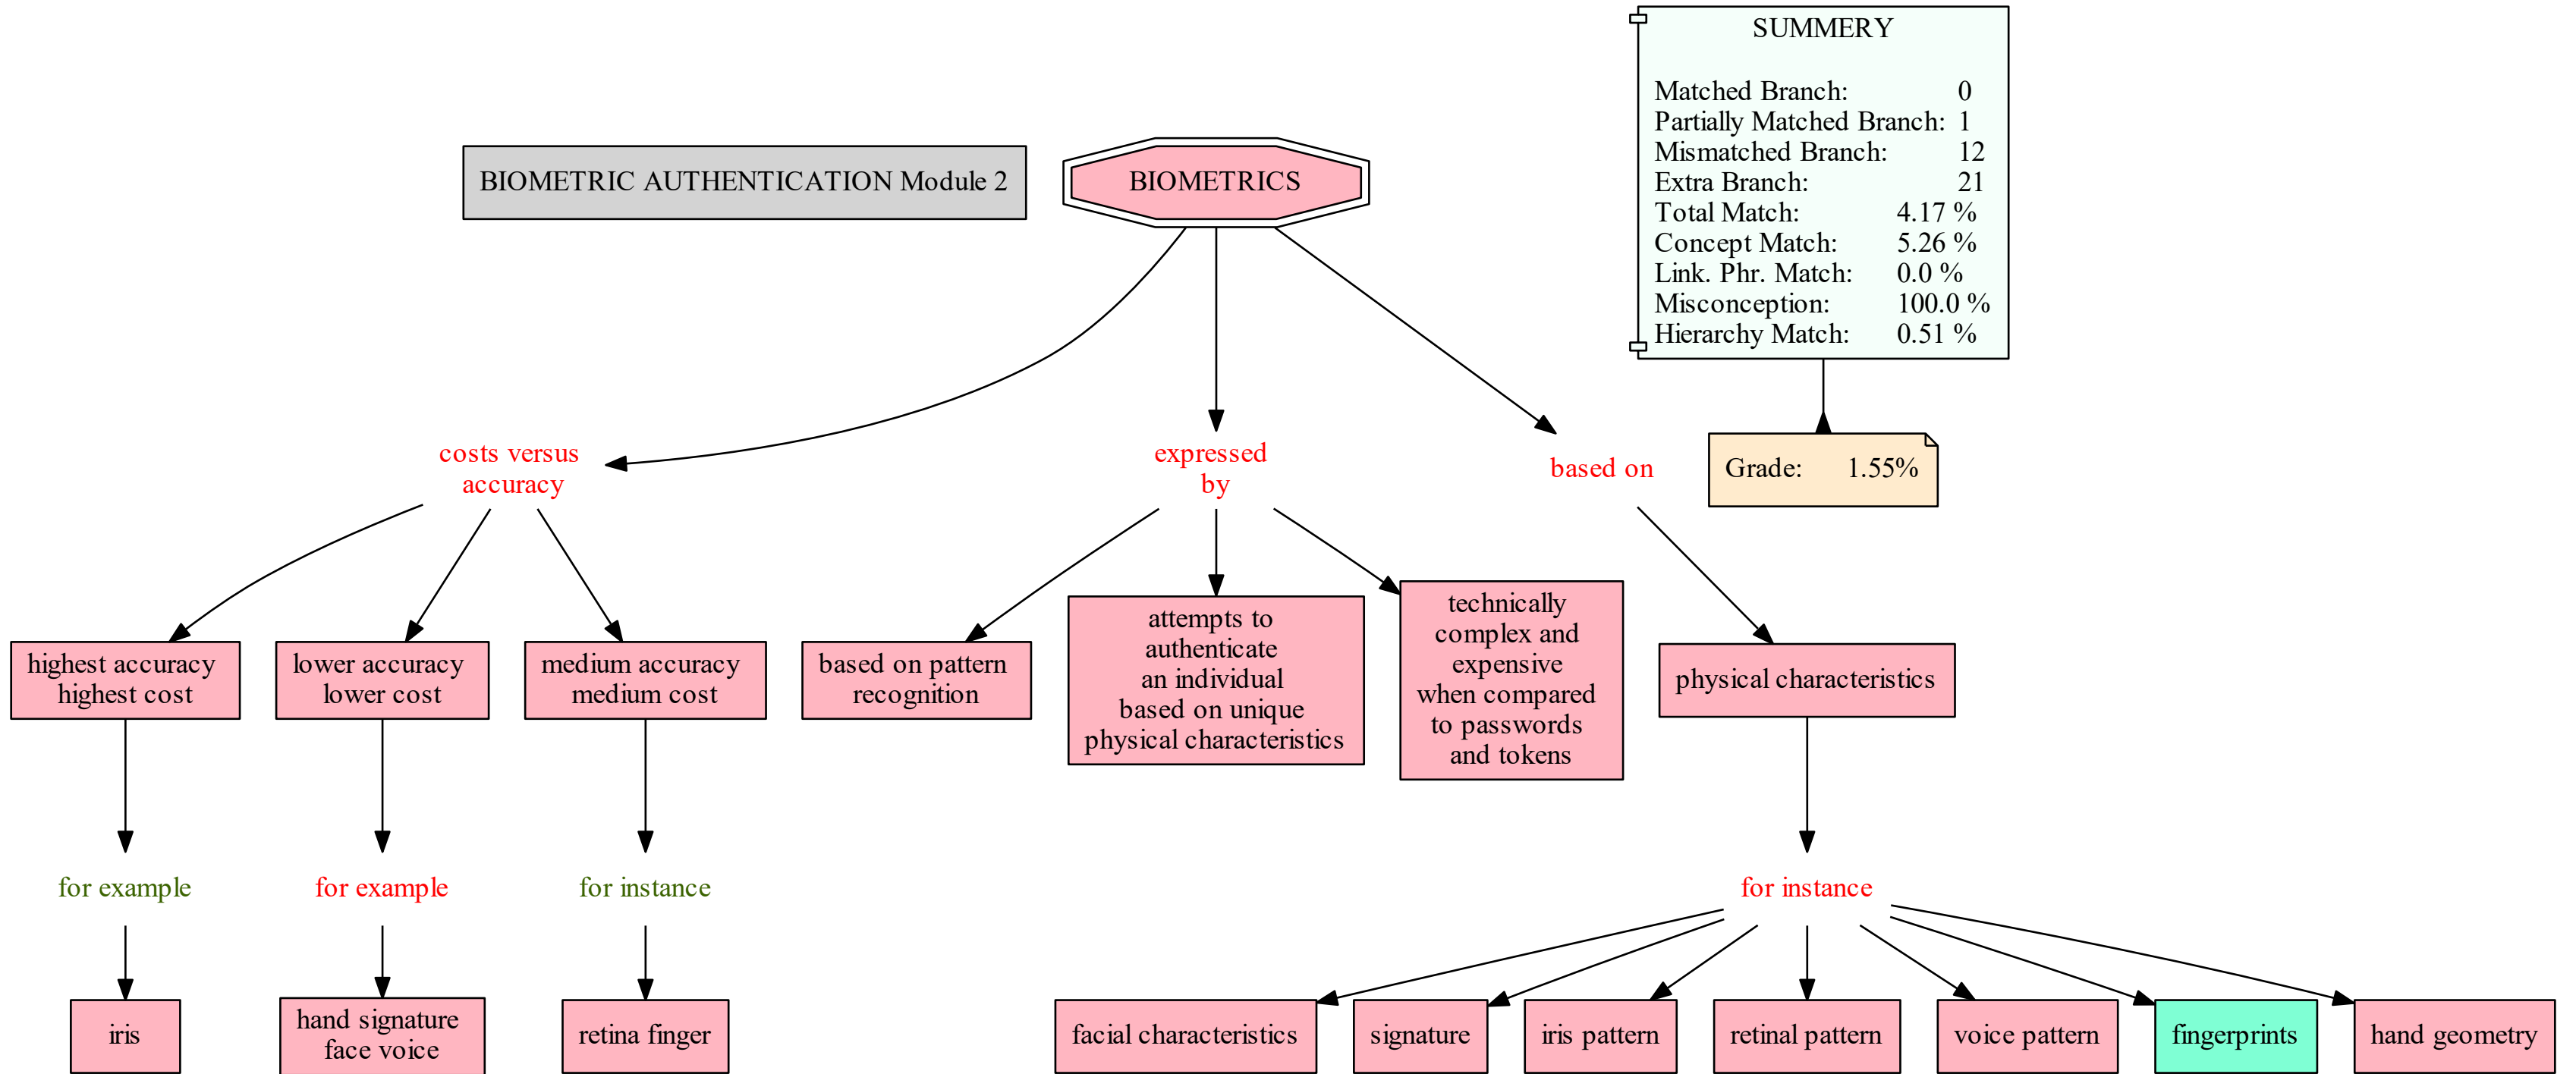 SUMMERY
Matched Branch: 0
Partially Matched Branch: 1
Mismatched Branch: 12
Extra Branch: 21
Total Match: 4.17 %
Concept Match: 5.26 %
Link. Phr. Match: 0.0 %
Misconception: 100.0 %
Hierarchy Match: 0.51 %
BIOMETRIC AUTHENTICATION Module 2
BIOMETRICS
costs versus
accuracy
expressed
by
based on
Grade: 1.55%
highest accuracy
highest cost
lower accuracy
lower cost
medium accuracy
medium cost
based on pattern
recognition
attempts to
authenticate
an individual
based on unique
physical characteristics
technically
complex and
expensive
when compared
to passwords
and tokens
physical characteristics
for example
for example
for instance
for instance
iris
hand signature
face voice
retina finger
facial characteristics
signature
iris pattern
retinal pattern
voice pattern
fingerprints
hand geometry